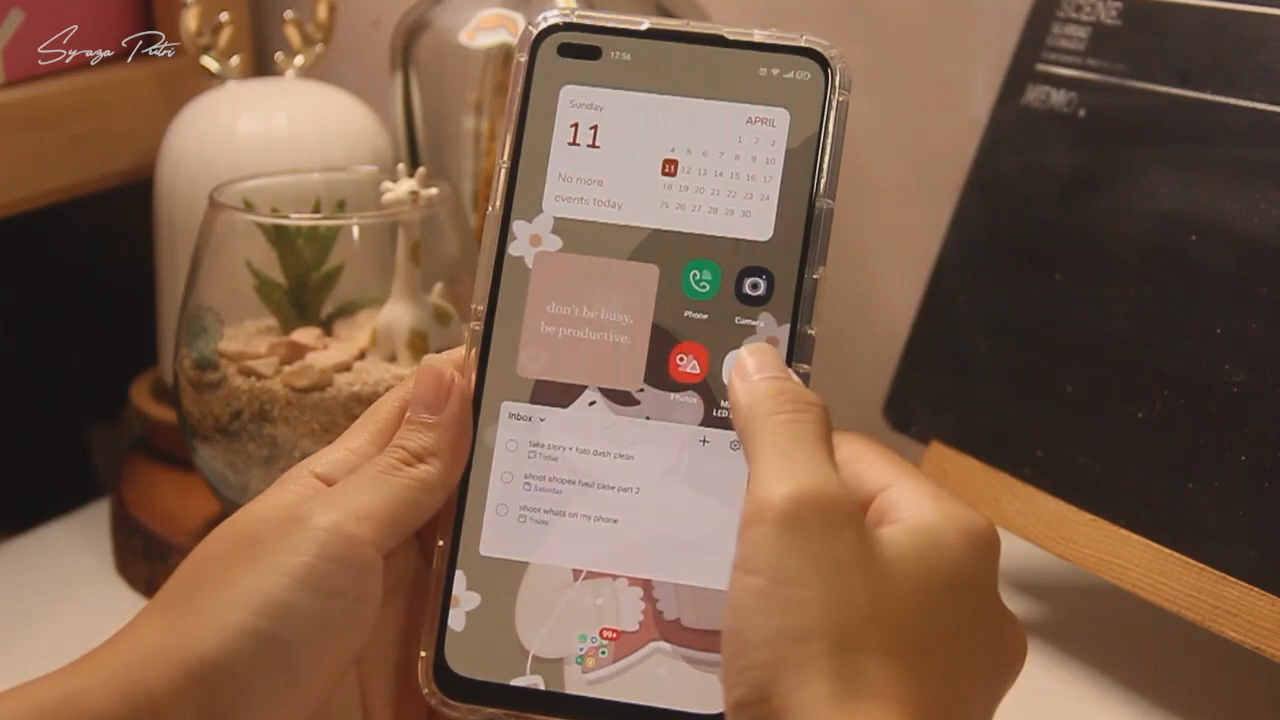 Syaza Putri
SCENE
MEMO.
17:56
Sunday
11
No more
events today
APRIL
1 2 3
4 5 6 7 8 9 10
11 12 13 14 15 16 17
18 19 20 21 22 23 24
25 26 27 28 29 30
don't be busy,
be productive.
Phone
Camera
Photos
LED
Inbox
take story + foto dash clean
Today
shoot shopee haul case part 2
Saturday
shoot whats on my phone
Today
99+